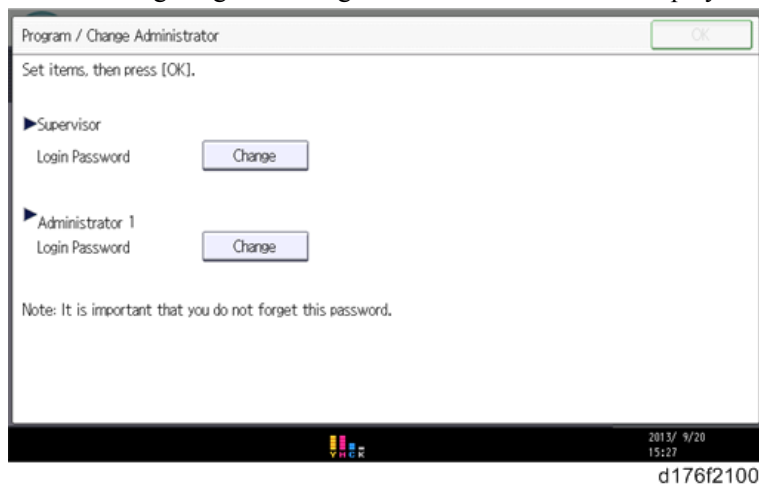 Program / Change Administrator OK
Set items, then press [OK].
▶Supervisor
Login Password Change
▶Administrator 1
Login Password Change
Note: It is important that you do not forget this password.
Y M C K
2013/ 9/20
15:27
d176f2100